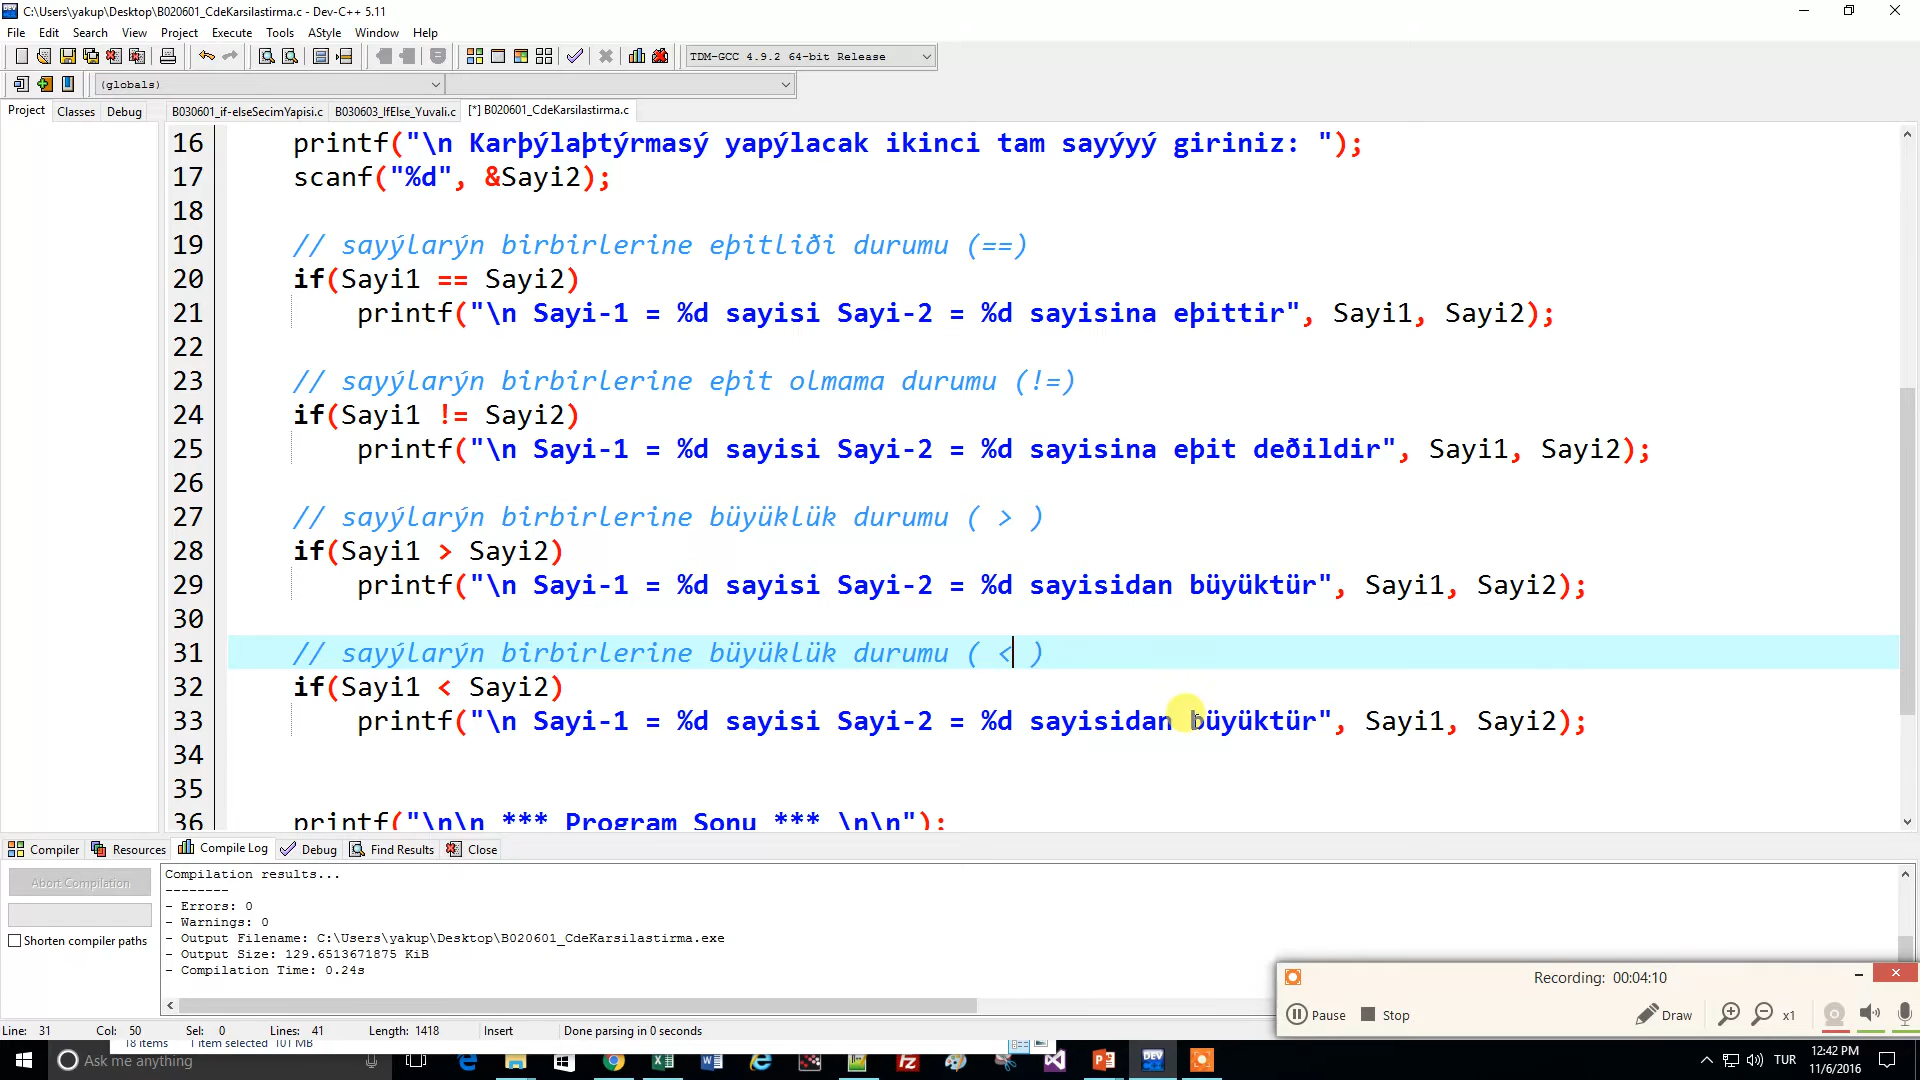 C:\Users\yakup\Desktop\B020601_CdeKarsilastirma.c - Dev-C++ 5.11
File Edit Search View Project Execute Tools AStyle Window Help
TDM-GCC 4.9.2 64-bit Release
(globals)
Project Classes Debug B030601_if-elseSecimYapisi.c B030603_IfElse_Yuvali.c [*] B020601_CdeKarsilastirma.c
16 printf("\n Karþýlaþtýrmasý yapýlacak ikinci tam sayýyý giriniz: ");
17 scanf("%d", &Sayi2);
18
19 // sayýlarýn birbirlerine eþitliði durumu (==)
20 if(Sayi1 == Sayi2)
21 printf("\n Sayi-1 = %d sayisi Sayi-2 = %d sayisina eþittir", Sayi1, Sayi2);
22
23 // sayýlarýn birbirlerine eþit olmama durumu (!=)
24 if(Sayi1 != Sayi2)
25 printf("\n Sayi-1 = %d sayisi Sayi-2 = %d sayisina eþit deðildir", Sayi1, Sayi2);
26
27 // sayýlarýn birbirlerine büyüklük durumu ( > )
28 if(Sayi1 > Sayi2)
29 printf("\n Sayi-1 = %d sayisi Sayi-2 = %d sayisidan büyüktür", Sayi1, Sayi2);
30
31 // sayýlarýn birbirlerine büyüklük durumu ( < )
32 if(Sayi1 < Sayi2)
33 printf("\n Sayi-1 = %d sayisi Sayi-2 = %d sayisidan büyüktür", Sayi1, Sayi2);
34
35
36 printf("\n\n *** Program Sonu *** \n\n");
Compiler Resources Compile Log Debug Find Results Close
Abort Compilation
Shorten compiler paths
Compilation results...
--------
- Errors: 0
- Warnings: 0
- Output Filename: C:\Users\yakup\Desktop\B020601_CdeKarsilastirma.exe
- Output Size: 129.6513671875 KiB
- Compilation Time: 0.24s
Recording: 00:04:10
Pause Stop Draw x1
Line: 31 Col: 50 Sel: 0 Lines: 41 Length: 1418 Insert Done parsing in 0 seconds
18 items 1 item selected 101 MB
Ask me anything
TUR
12:42 PM
11/6/2016